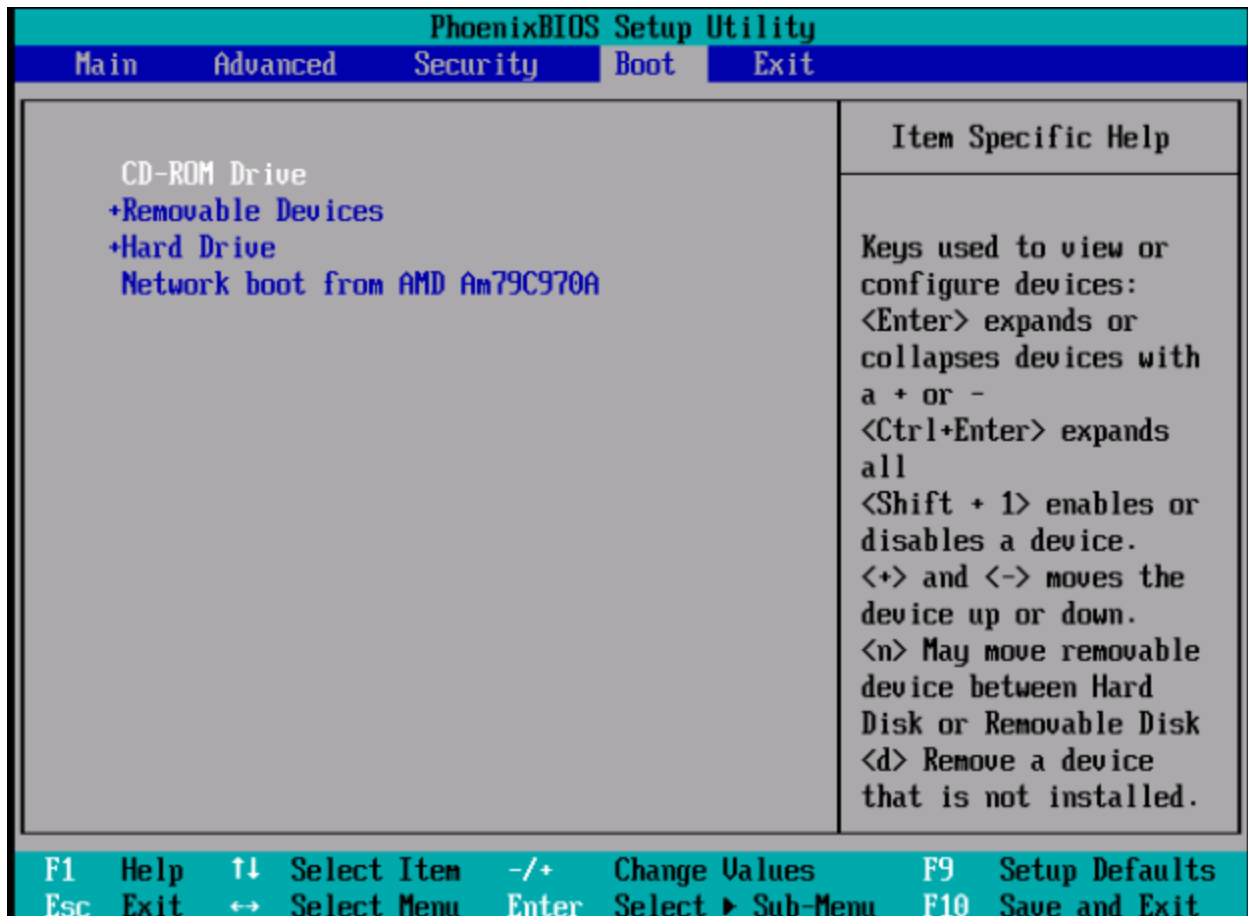 PhoenixBIOS Setup Utility
Main Advanced Security Boot Exit
CD-ROM Drive
+Removable Devices
+Hard Drive
Network boot from AMD Am79C970A
Item Specific Help
Keys used to view or
configure devices:
<Enter> expands or
collapses devices with
a + or -
<Ctrl+Enter> expands
all
<Shift + 1> enables or
disables a device.
<+> and <-> moves the
device up or down.
<n> May move removable
device between Hard
Disk or Removable Disk
<d> Remove a device
that is not installed.
F1 Help ↑↓ Select Item -/+ Change Values F9 Setup Defaults
Esc Exit ↔ Select Menu Enter Select ▶ Sub-Menu F10 Save and Exit